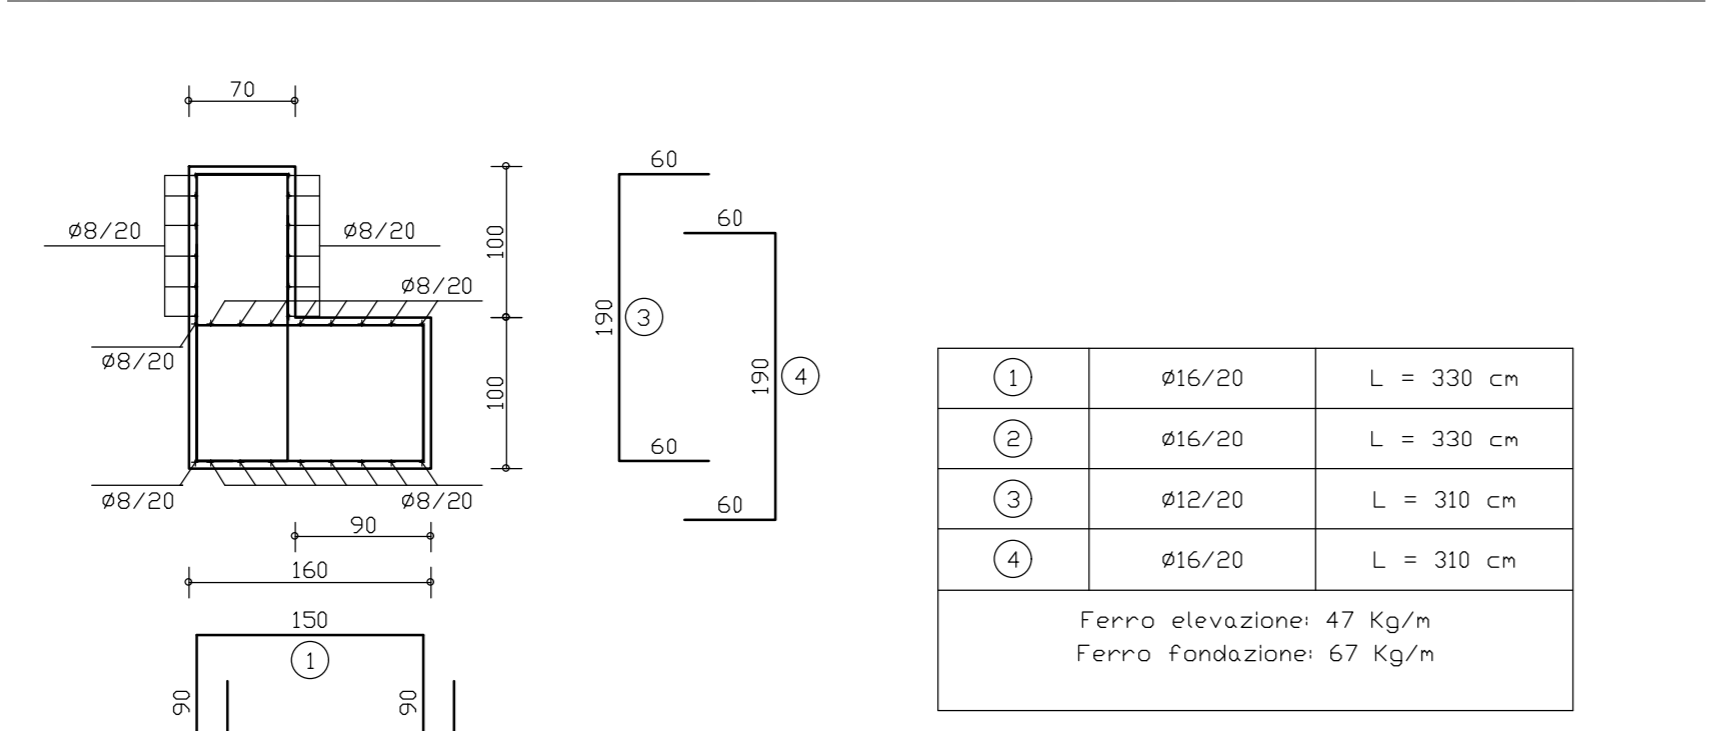 70
60
60
Ø8/20
Ø8/20
100
Ø8/20
190
3
Ø8/20
190
4
100
60
Ø8/20
Ø8/20
60
90
160
150
1
90
90
1 Ø16/20 L = 330 cm
2 Ø16/20 L = 330 cm
3 Ø12/20 L = 310 cm
4 Ø16/20 L = 310 cm
Ferro elevazione: 47 Kg/m
Ferro fondazione: 67 Kg/m